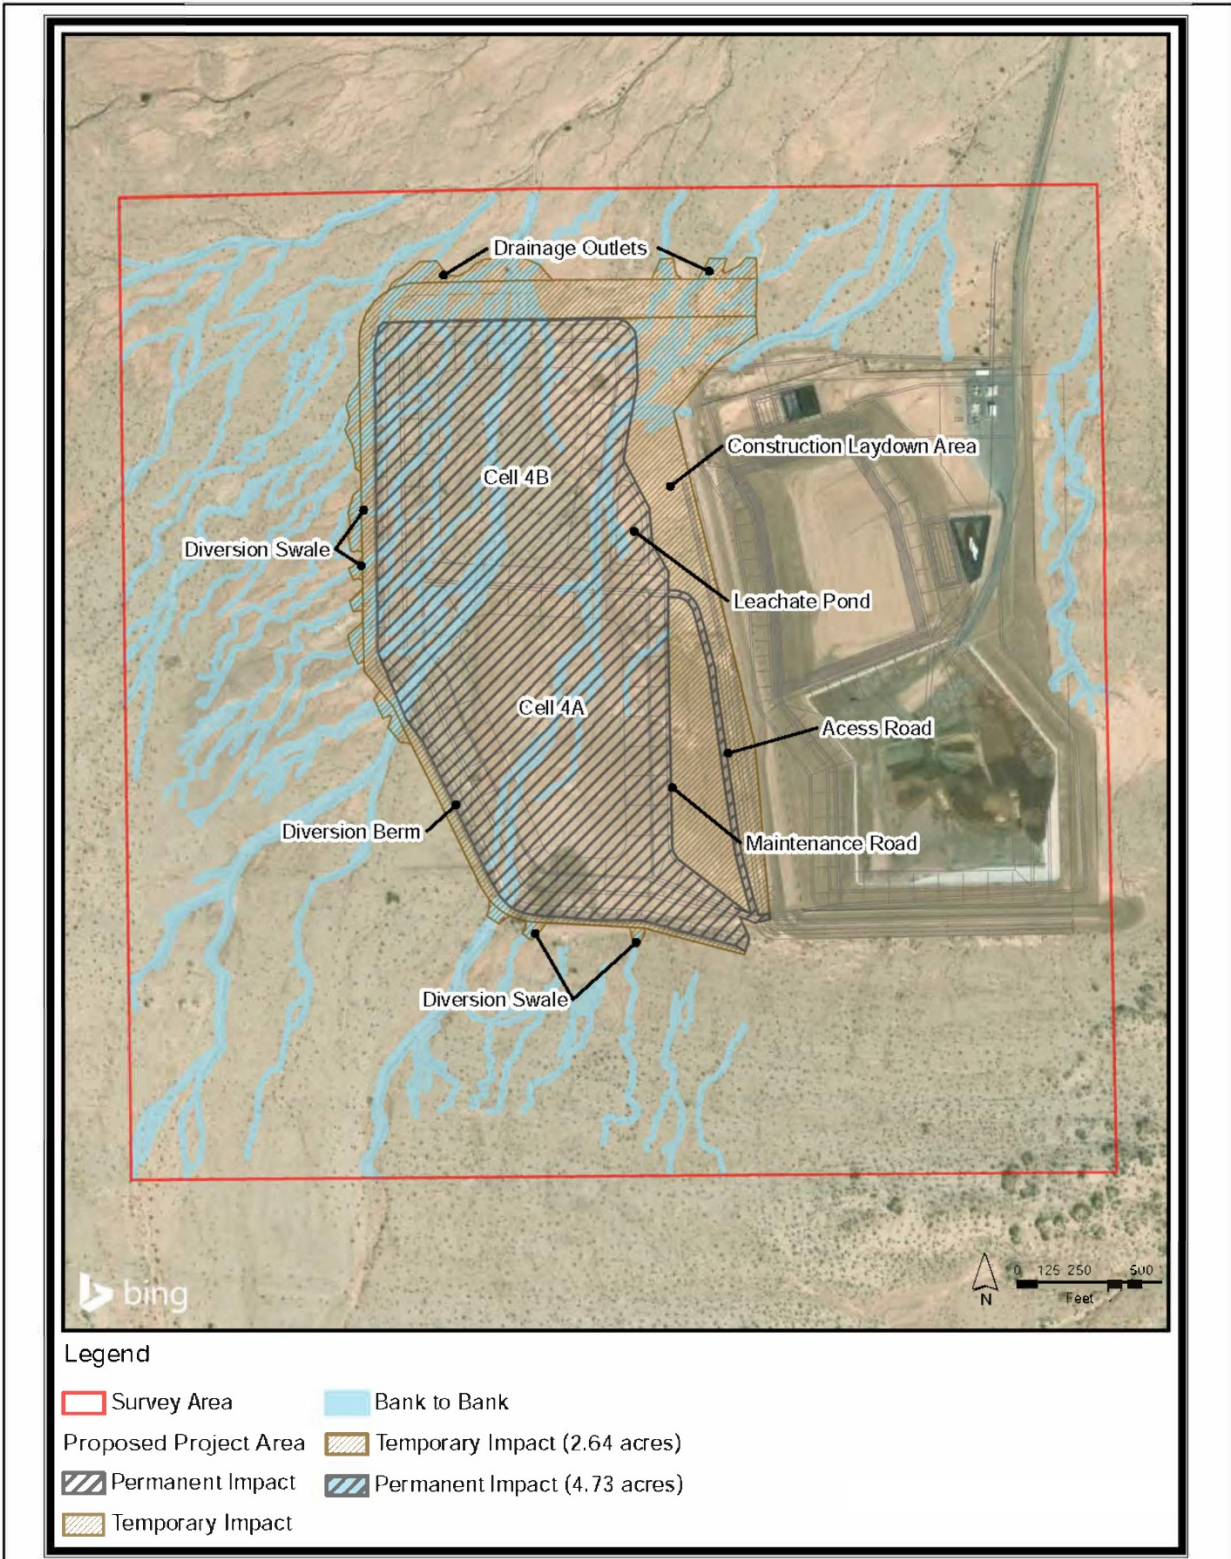 Drainage Outlets
Construction Laydown Area
Cell 4B
Diversion Swale
Leachate Pond
Cell 4A
Acess Road
Diversion Berm
Maintenance Road
Diversion Swale
bing
N
0 125 250 500
Feet
Legend
Survey Area
Bank to Bank
Proposed Project Area
Temporary Impact (2.64 acres)
Permanent Impact
Permanent Impact (4.73 acres)
Temporary Impact